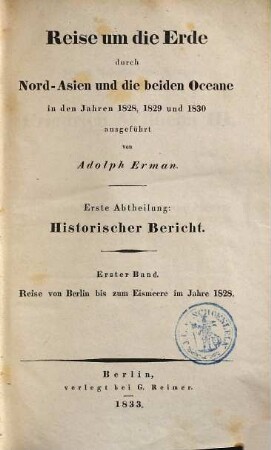 Reise um die Erde
durch
Nord-Asien und die beiden Oceane
in den Jahren 1828, 1829 und 1830
ausgeführt
von
Adolph Erman.
Erste Abtheilung:
Historischer Bericht.
Erster Band.
Reise von Berlin bis zum Eismeere im Jahre 1828.
Berlin,
verlegt bei G. Reimer.
1833.